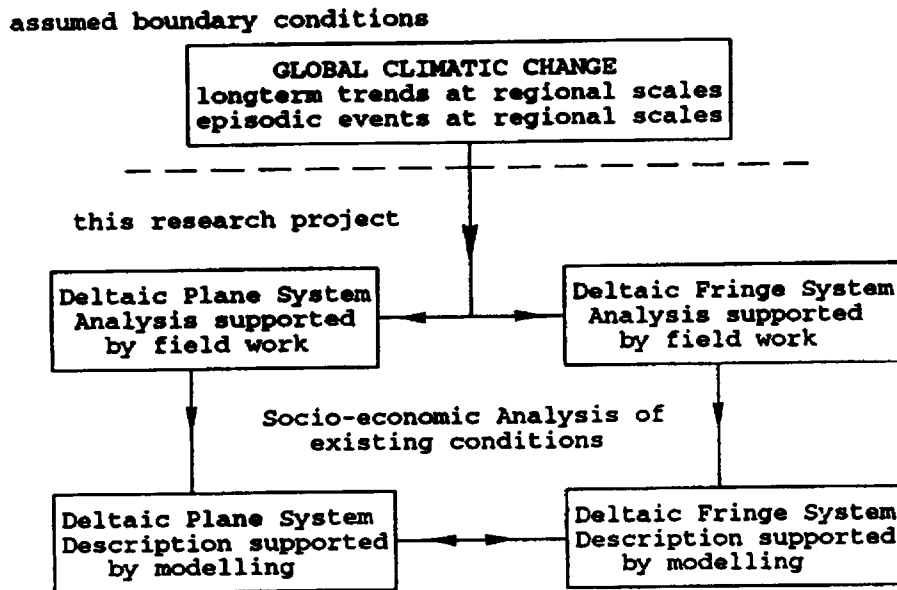 assumed boundary conditions
GLOBAL CLIMATIC CHANGE
longterm trends at regional scales
episodic events at regional scales
this research project
Deltaic Plane System
Analysis supported
by field work
Deltaic Fringe System
Analysis supported
by field work
Socio-economic Analysis of
existing conditions
Deltaic Plane System
Description supported
by modelling
Deltaic Fringe System
Description supported
by modelling